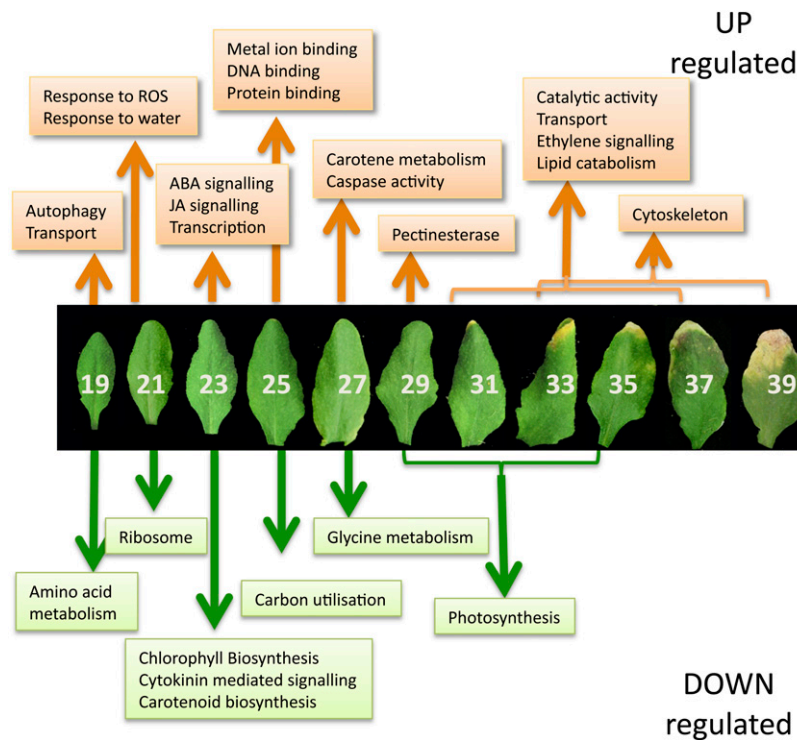 UP
regulated
Metal ion binding
DNA binding
Protein binding
Response to ROS
Response to water
Catalytic activity
Transport
Ethylene signalling
Lipid catabolism
Carotene metabolism
Caspase activity
ABA signalling
JA signalling
Transcription
Autophagy
Transport
Pectinesterase
Cytoskeleton
19 21 23 25 27 29 31 33 35 37 39
Ribosome
Glycine metabolism
Amino acid
metabolism
Carbon utilisation
Photosynthesis
Chlorophyll Biosynthesis
Cytokinin mediated signalling
Carotenoid biosynthesis
DOWN
regulated